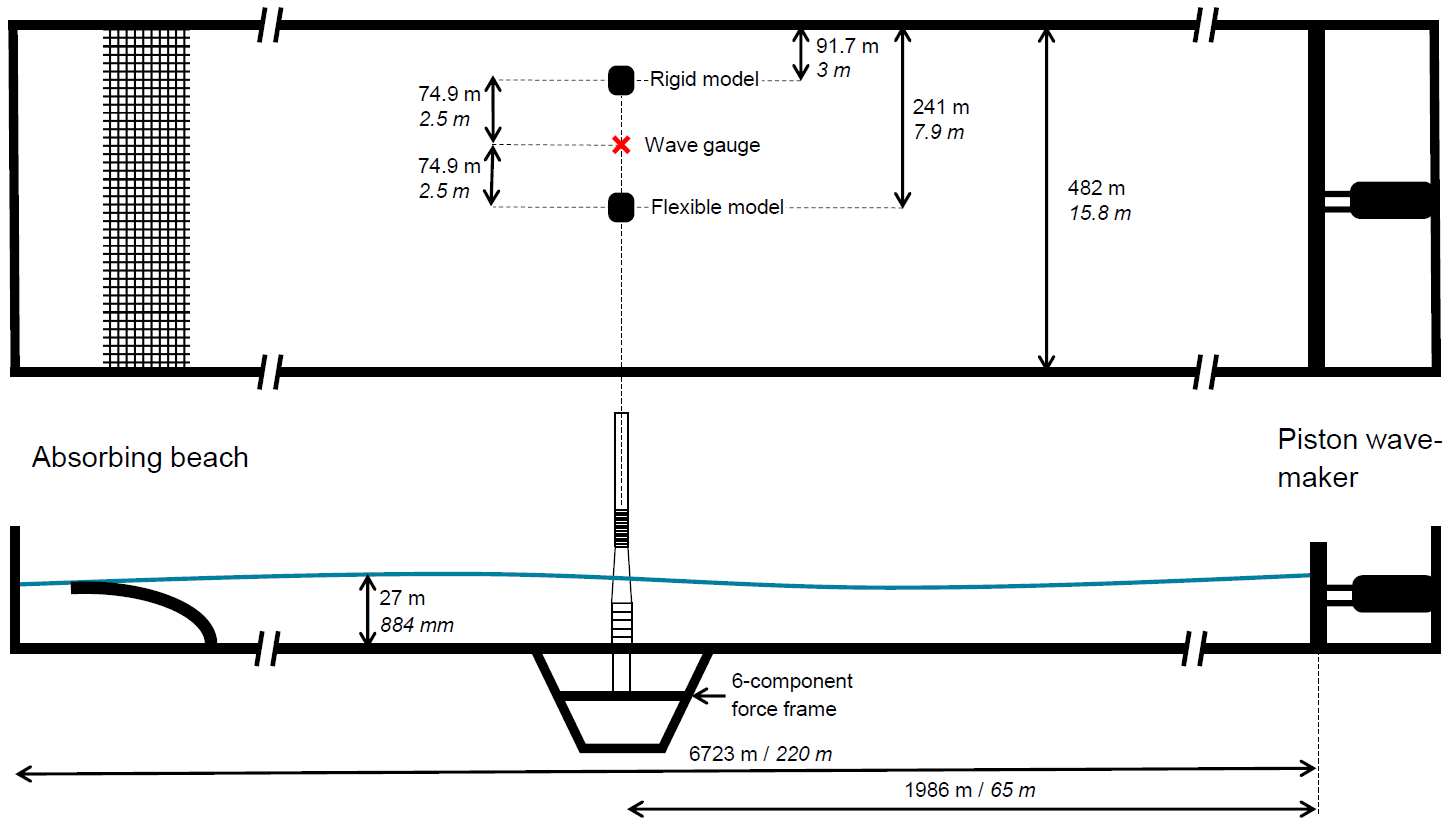 91.7 m
3 m
Rigid model
74.9 m
2.5 m
241 m
7.9 m
Wave gauge
74.9 m
2.5 m
482 m
15.8 m
Flexible model
Absorbing beach
Piston wave-
maker
27 m
884 mm
6-component
force frame
6723 m / 220 m
1986 m / 65 m